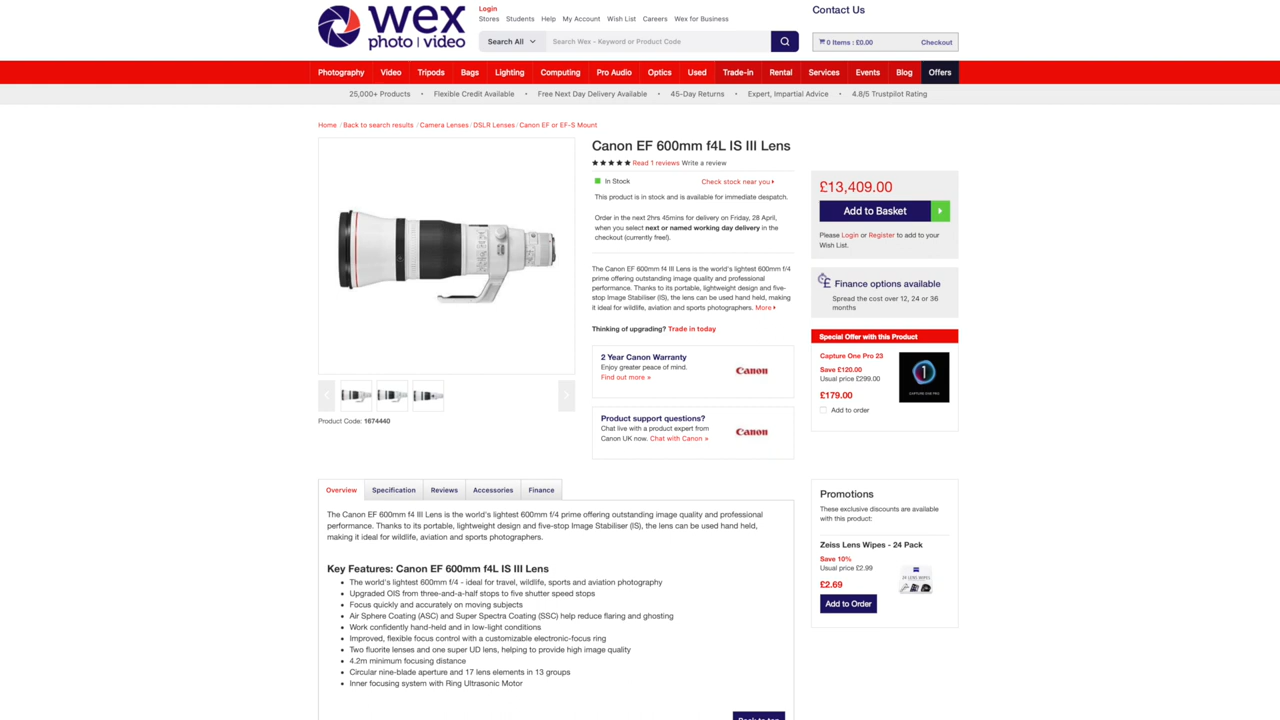 wex
photo | video
Login
Stores Students Help My Account Wish List Careers Wex for Business
Search All Search Wex - Keyword or Product Code
Contact Us
0 Items : £0.00 Checkout
Photography Video Tripods Bags Lighting Computing Pro Audio Optics Used Trade-in Rental Services Events Blog Offers
25,000+ Products • Flexible Credit Available • Free Next Day Delivery Available • 45-Day Returns • Expert, Impartial Advice • 4.8/5 Trustpilot Rating
Home / Back to search results / Camera Lenses / DSLR Lenses / Canon EF or EF-S Mount
Canon EF 600mm f4L IS III Lens
Read 1 reviews Write a review
In Stock Check stock near you
This product is in stock and is available for immediate despatch.
Order in the next 2hrs 45mins for delivery on Friday, 28 April,
when you select next or named working day delivery in the
checkout (currently free!).
The Canon EF 600mm f4 III Lens is the world's lightest 600mm f/4
prime offering outstanding image quality and professional
performance. Thanks to its portable, lightweight design and five-
stop Image Stabiliser (IS), the lens can be used hand held, making
it ideal for wildlife, aviation and sports photographers. More
Thinking of upgrading? Trade in today
2 Year Canon Warranty
Enjoy greater peace of mind.
Find out more »
Canon
Product support questions?
Chat live with a product expert from
Canon UK now. Chat with Canon »
Canon
Product Code: 1674440
£13,409.00
Add to Basket
Please Login or Register to add to your
Wish List.
£ Finance options available
Spread the cost over 12, 24 or 36
months
Special Offer with this Product
Capture One Pro 23
Save £120.00
Usual price £299.00
£179.00
Add to order
1
CAPTURE ONE PRO
Overview Specification Reviews Accessories Finance
The Canon EF 600mm f4 III Lens is the world's lightest 600mm f/4 prime offering outstanding image quality and professional
performance. Thanks to its portable, lightweight design and five-stop Image Stabiliser (IS), the lens can be used hand held,
making it ideal for wildlife, aviation and sports photographers.
Key Features: Canon EF 600mm f4L IS III Lens
• The world's lightest 600mm f/4 - ideal for travel, wildlife, sports and aviation photography
• Upgraded OIS from three-and-a-half stops to five shutter speed stops
• Focus quickly and accurately on moving subjects
• Air Sphere Coating (ASC) and Super Spectra Coating (SSC) help reduce flaring and ghosting
• Work confidently hand-held and in low-light conditions
• Improved, flexible focus control with a customizable electronic-focus ring
• Two fluorite lenses and one super UD lens, helping to provide high image quality
• 4.2m minimum focusing distance
• Circular nine-blade aperture and 17 lens elements in 13 groups
• Inner focusing system with Ring Ultrasonic Motor
Back to top
Promotions
These exclusive discounts are available
with this product:
Zeiss Lens Wipes - 24 Pack
Save 10%
Usual price £2.99
£2.69
Add to Order
24 LENS WIPES